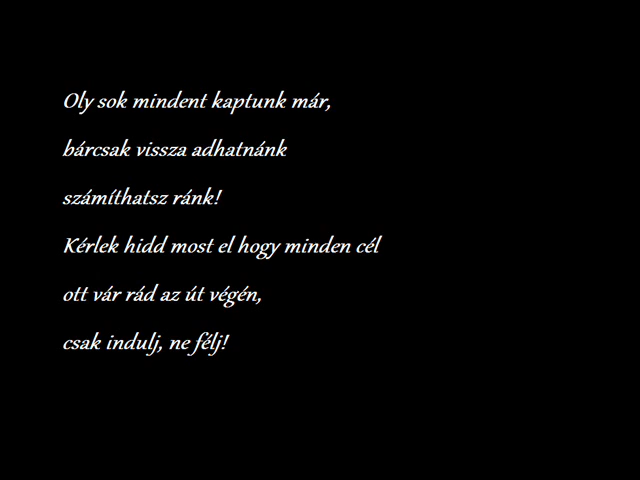 Oly sok mindent kaptunk már,
bárcsak vissza adhatnánk
számíthatsz ránk!
Kérlek hidd most el hogy minden cél
ott vár rád az út végén,
csak indulj, ne félj!